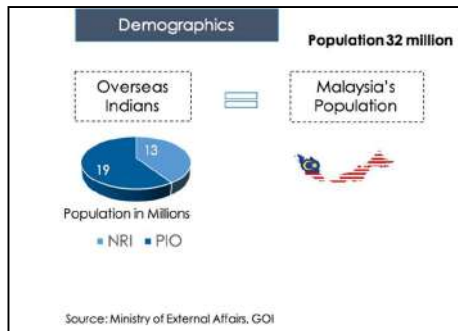 Demographics
Population 32 million
Overseas
Indians
Malaysia's
Population
13
19
Population in Millions
NRI PIO
Source: Ministry of External Affairs, GOI